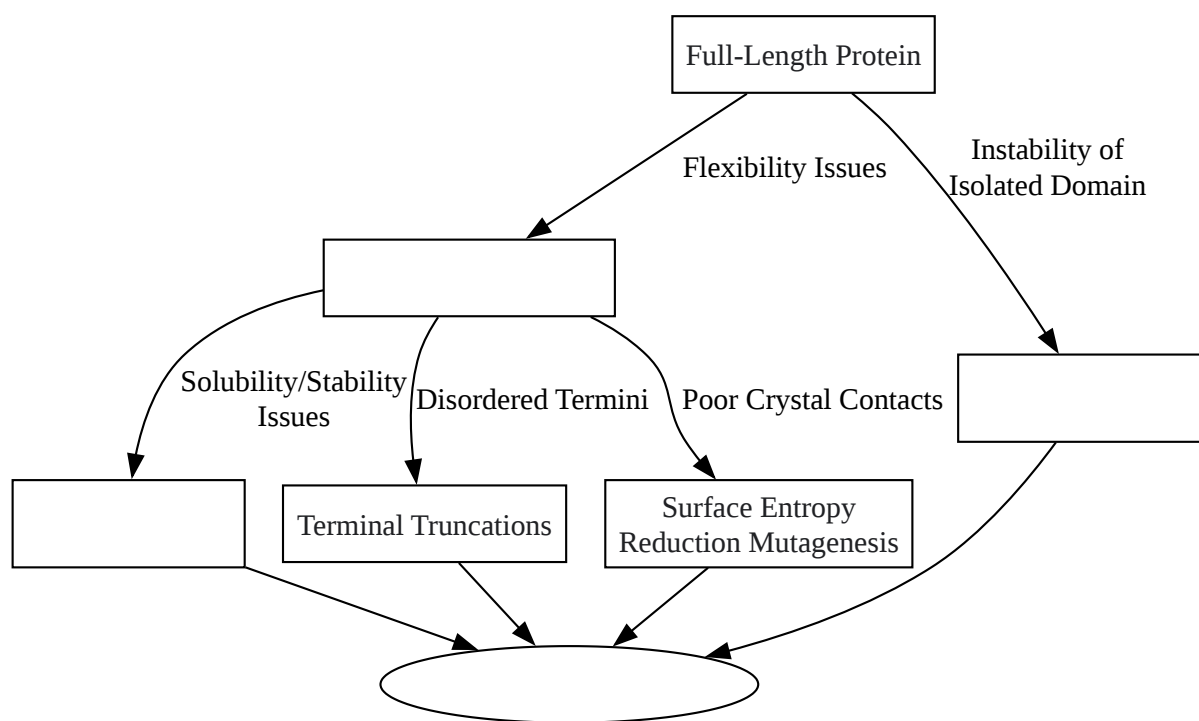 Full-Length Protein
Flexibility Issues
Instability of
Isolated Domain
Solubility/Stability
Issues
Disordered Termini
Poor Crystal Contacts
Terminal Truncations
Surface Entropy
Reduction Mutagenesis